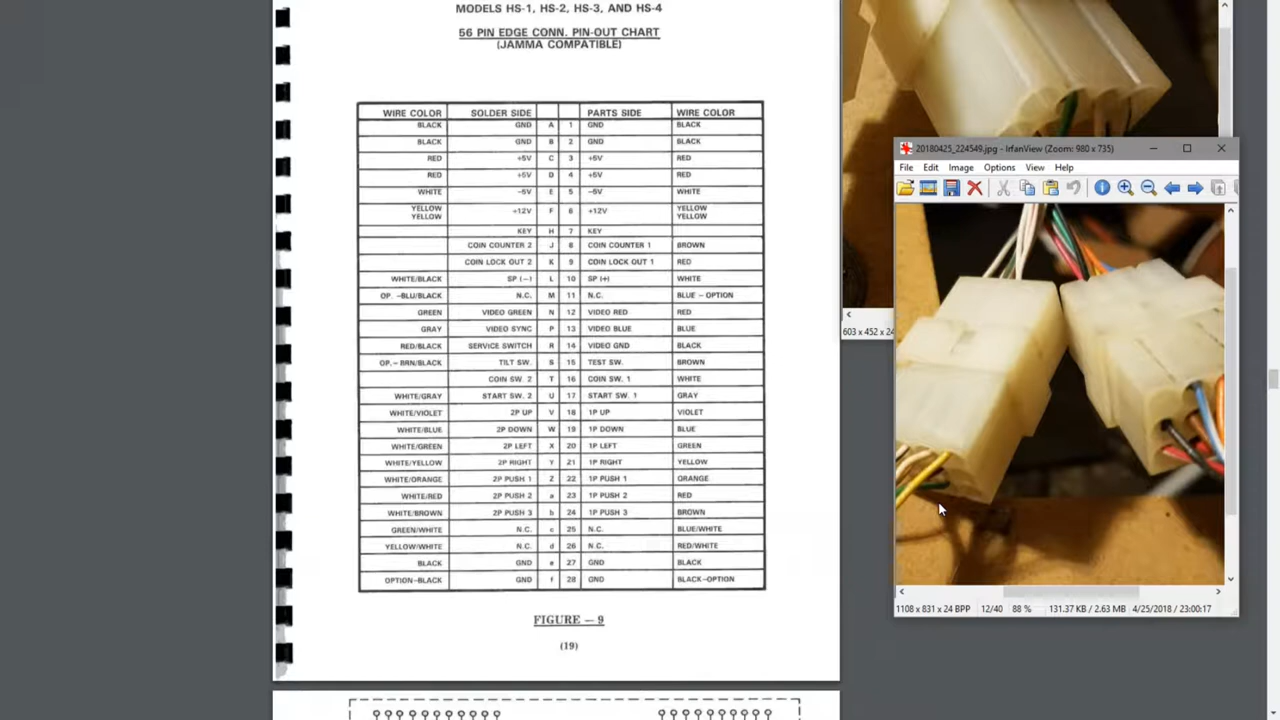 MODELS HS-1, HS-2, HS-3, AND HS-4
56 PIN EDGE CONN. PIN-OUT CHART
(JAMMA COMPATIBLE)
WIRE COLOR SOLDER SIDE PARTS SIDE WIRE COLOR
BLACK GND A 1 GND BLACK
BLACK GND B 2 GND BLACK
RED +5V C 3 +5V RED
RED +5V D 4 +5V RED
WHITE -5V E 5 -5V WHITE
YELLOW YELLOW
+12V F 6 +12V
YELLOW YELLOW
KEY H 7 KEY
COIN COUNTER 2 J 8 COIN COUNTER 1 BROWN
COIN LOCK OUT 2 K 9 COIN LOCK OUT 1 RED
WHITE/BLACK SP (-) L 10 SP (+) WHITE
OP. -BLU/BLACK N.C. M 11 N.C. BLUE - OPTION
GREEN VIDEO GREEN N 12 VIDEO RED RED
GRAY VIDEO SYNC P 13 VIDEO BLUE BLUE
RED/BLACK SERVICE SWITCH R 14 VIDEO GND BLACK
OP. - BRN/BLACK TILT SW. S 15 TEST SW. BROWN
COIN SW. 2 T 16 COIN SW. 1 WHITE
WHITE/GRAY START SW. 2 U 17 START SW. 1 GRAY
WHITE/VIOLET 2P UP V 18 1P UP VIOLET
WHITE/BLUE 2P DOWN W 19 1P DOWN BLUE
WHITE/GREEN 2P LEFT X 20 1P LEFT GREEN
WHITE/YELLOW 2P RIGHT Y 21 1P RIGHT YELLOW
WHITE/ORANGE 2P PUSH 1 Z 22 1P PUSH 1 ORANGE
WHITE/RED 2P PUSH 2 a 23 1P PUSH 2 RED
WHITE/BROWN 2P PUSH 3 b 24 1P PUSH 3 BROWN
GREEN/WHITE N.C. c 25 N.C. BLUE/WHITE
YELLOW/WHITE N.C. d 26 N.C. RED/WHITE
BLACK GND e 27 GND BLACK
OPTION-BLACK GND f 28 GND BLACK-OPTION
FIGURE - 9
(19)
603 x 452 x 24
20180425_224549.jpg - IrfanView (Zoom: 980 x 735)
File Edit Image Options View Help
1108 x 831 x 24 BPP 12/40 88 % 131.37 KB / 2.63 MB 4/25/2018 / 23:00:17